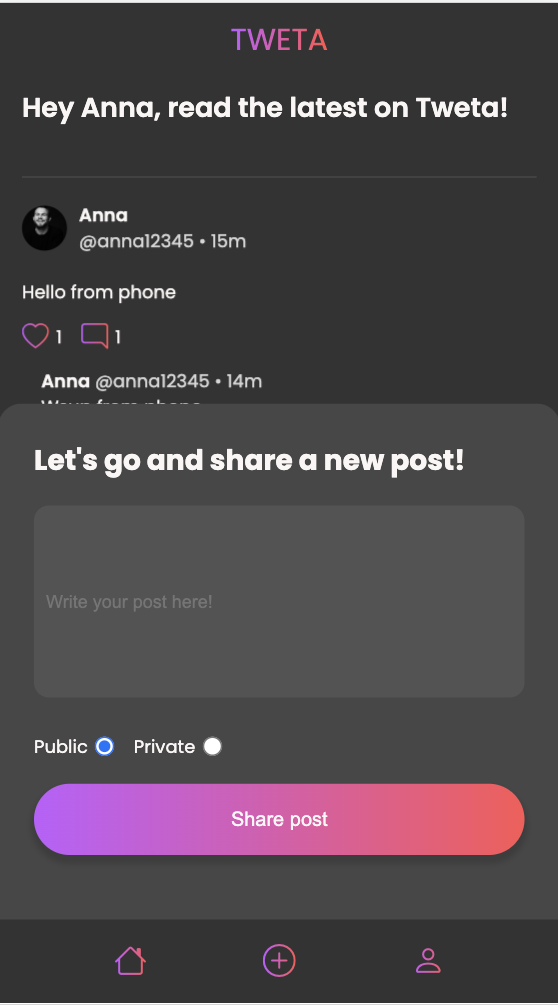 TWETA
Hey Anna, read the latest on Tweta!
Anna
@anna12345 • 15m
Hello from phone
1 1
Anna @anna12345 • 14m
Let's go and share a new post!
Write your post here!
Public Private
Share post